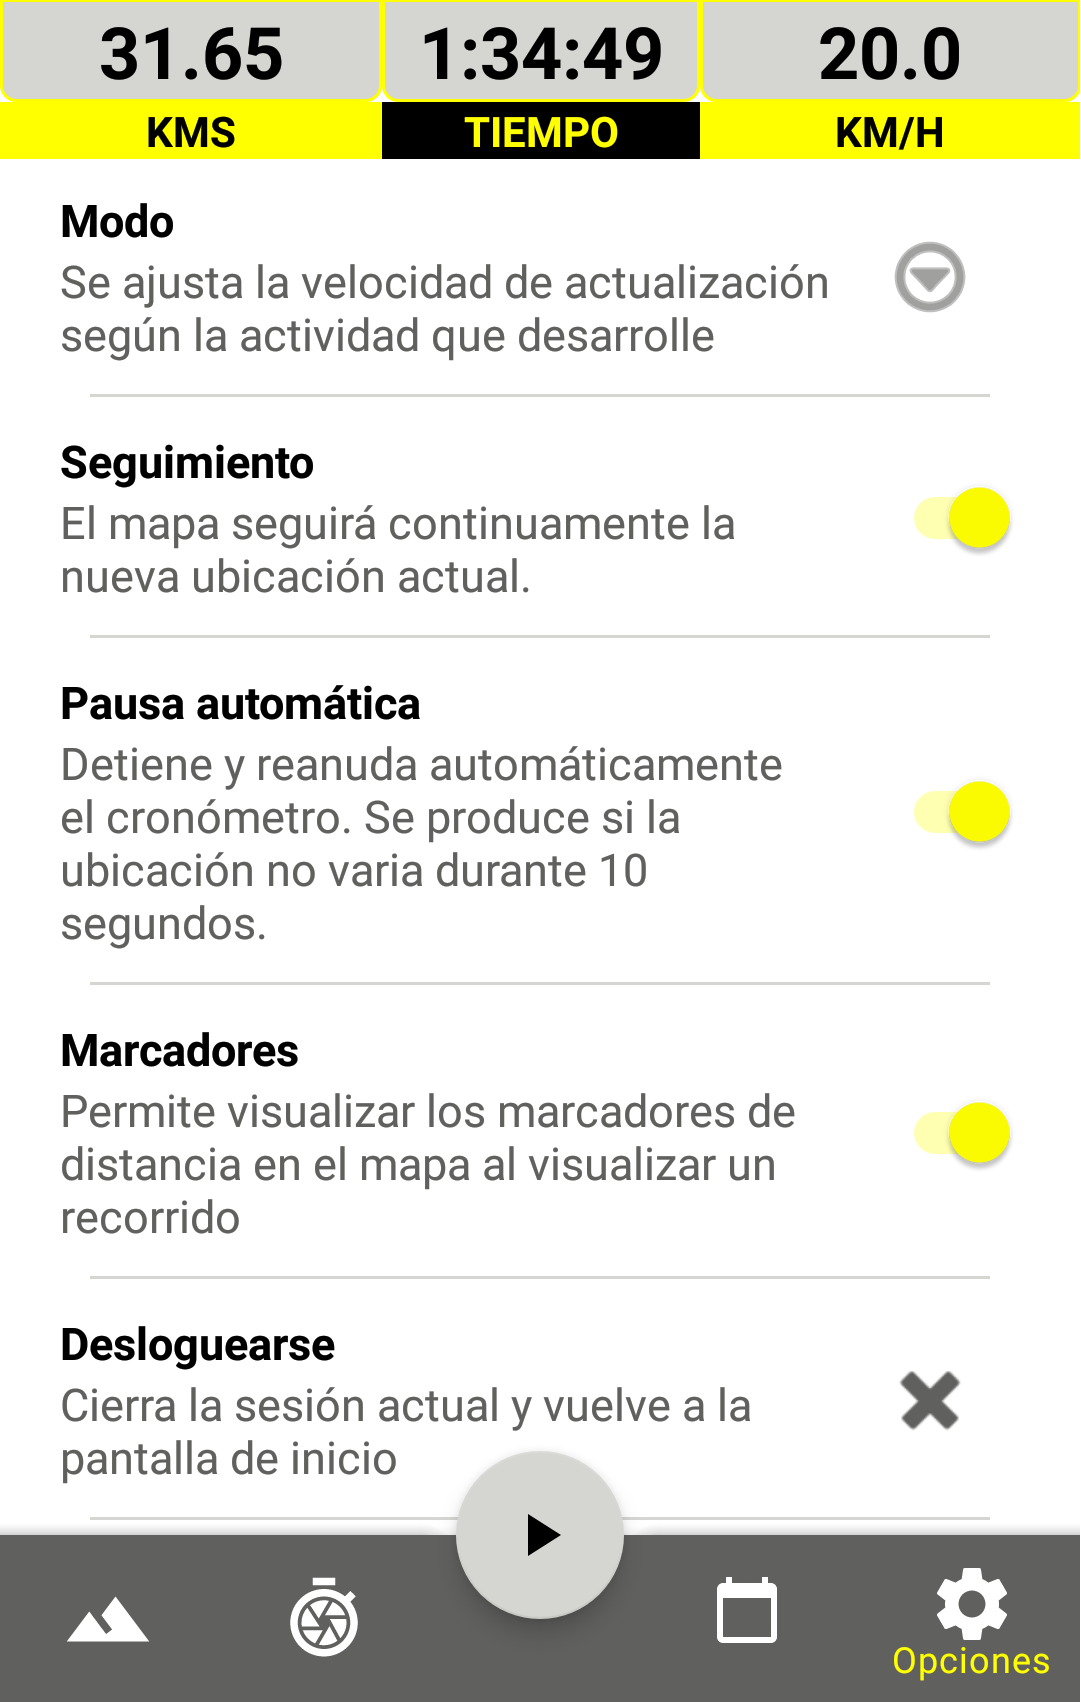 31.65 1:34:49 20.0
KMS TIEMPO KM/H
Modo
Se ajusta la velocidad de actualización
según la actividad que desarrolle
Seguimiento
El mapa seguirá continuamente la
nueva ubicación actual.
Pausa automática
Detiene y reanuda automáticamente
el cronómetro. Se produce si la
ubicación no varia durante 10
segundos.
Marcadores
Permite visualizar los marcadores de
distancia en el mapa al visualizar un
recorrido
Desloguearse
Cierra la sesión actual y vuelve a la
pantalla de inicio
Opciones